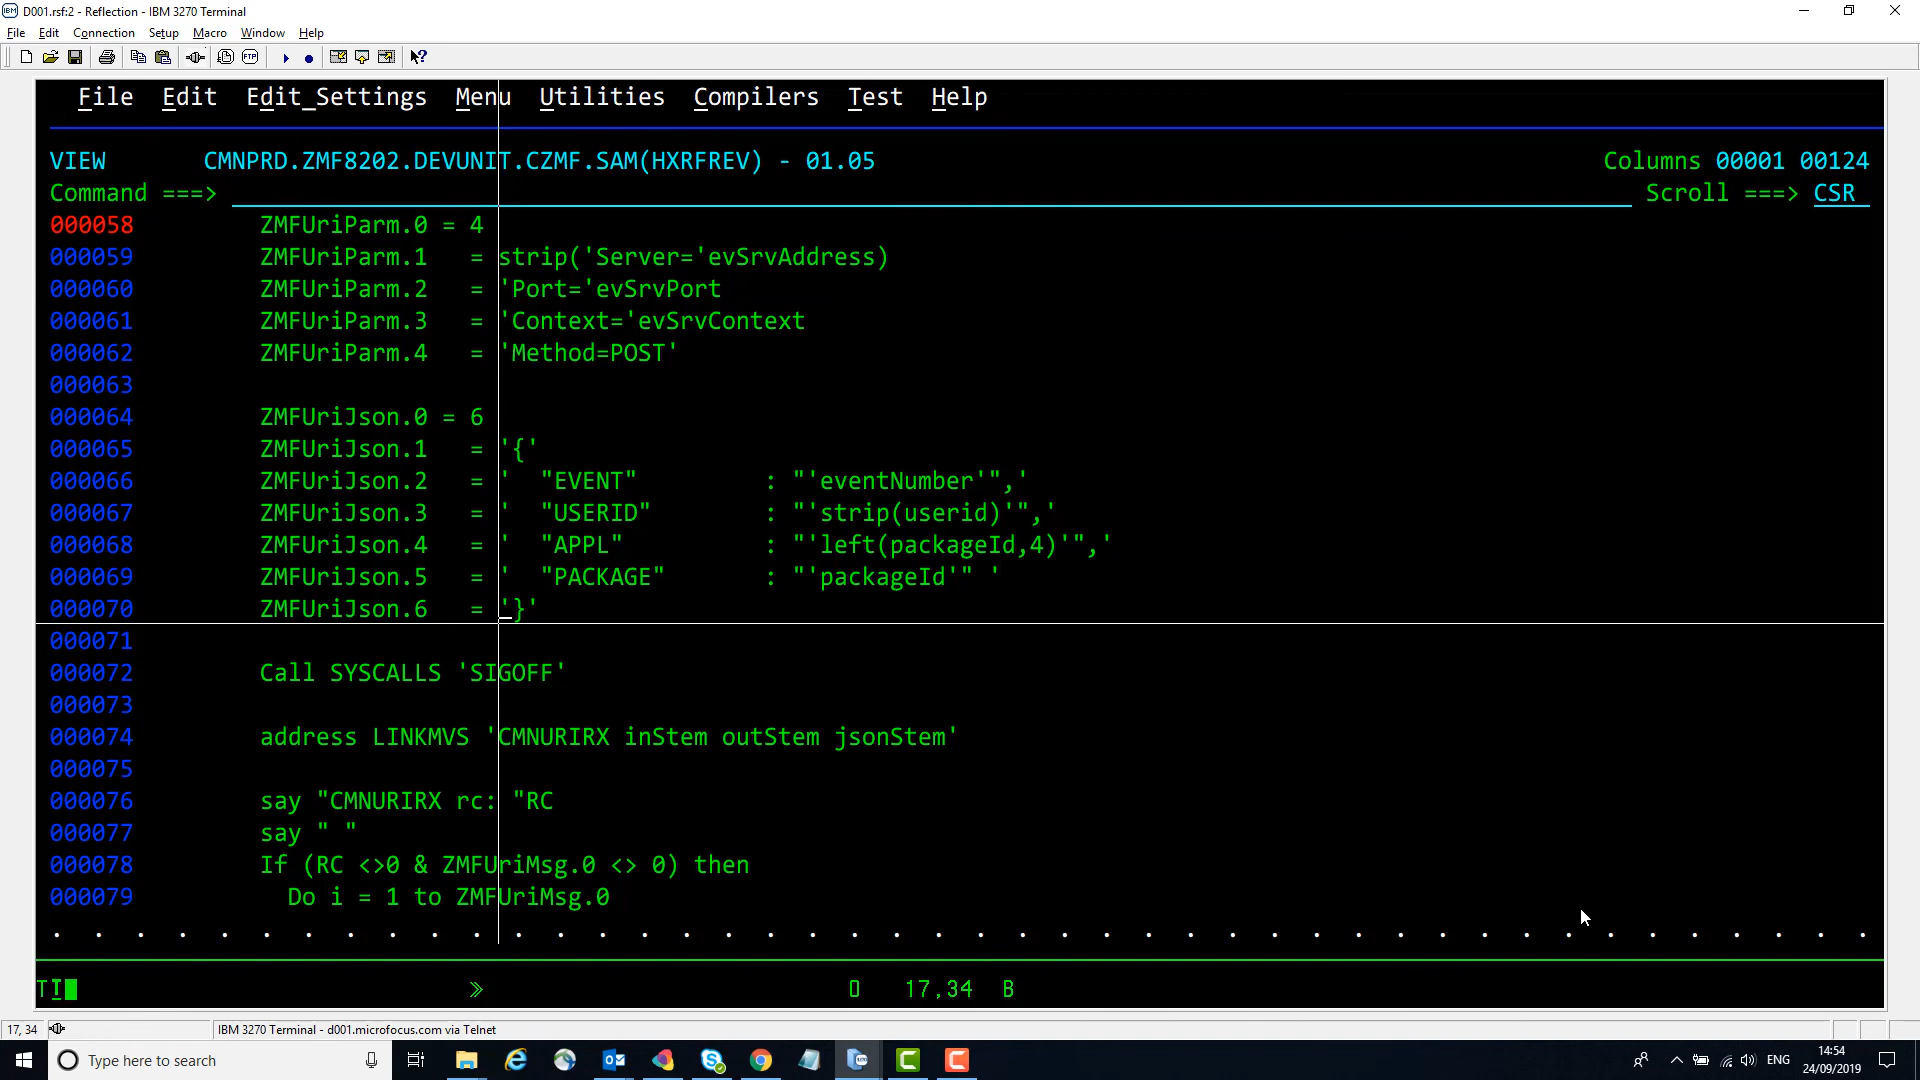 D001.rsf:2 - Reflection - IBM 3270 Terminal
File Edit Connection Setup Macro Window Help
File Edit Edit_Settings Menu Utilities Compilers Test Help
VIEW CMNPRD.ZMF8202.DEVUNIT.CZMF.SAM(HXRFREV) - 01.05 Columns 00001 00124
Command ===> Scroll ===> CSR
000058 ZMFUriParm.0 = 4
000059 ZMFUriParm.1 = strip('Server='evSrvAddress)
000060 ZMFUriParm.2 = 'Port='evSrvPort
000061 ZMFUriParm.3 = 'Context='evSrvContext
000062 ZMFUriParm.4 = 'Method=POST'
000063
000064 ZMFUriJson.0 = 6
000065 ZMFUriJson.1 = '{'
000066 ZMFUriJson.2 = ' "EVENT" : "'eventNumber'",'
000067 ZMFUriJson.3 = ' "USERID" : "'strip(userid)'",'
000068 ZMFUriJson.4 = ' "APPL" : "'left(packageId,4)'",'
000069 ZMFUriJson.5 = ' "PACKAGE" : "'packageId'" '
000070 ZMFUriJson.6 = '}'
000071
000072 Call SYSCALLS 'SIGOFF'
000073
000074 address LINKMVS 'CMNURIRX inStem outStem jsonStem'
000075
000076 say "CMNURIRX rc: "RC
000077 say " "
000078 If (RC <>0 & ZMFUriMsg.0 <> 0) then
000079 Do i = 1 to ZMFUriMsg.0
TI » O 17,34 B
17, 34 IBM 3270 Terminal - d001.microfocus.com via Telnet
Type here to search ENG 14:54
24/09/2019